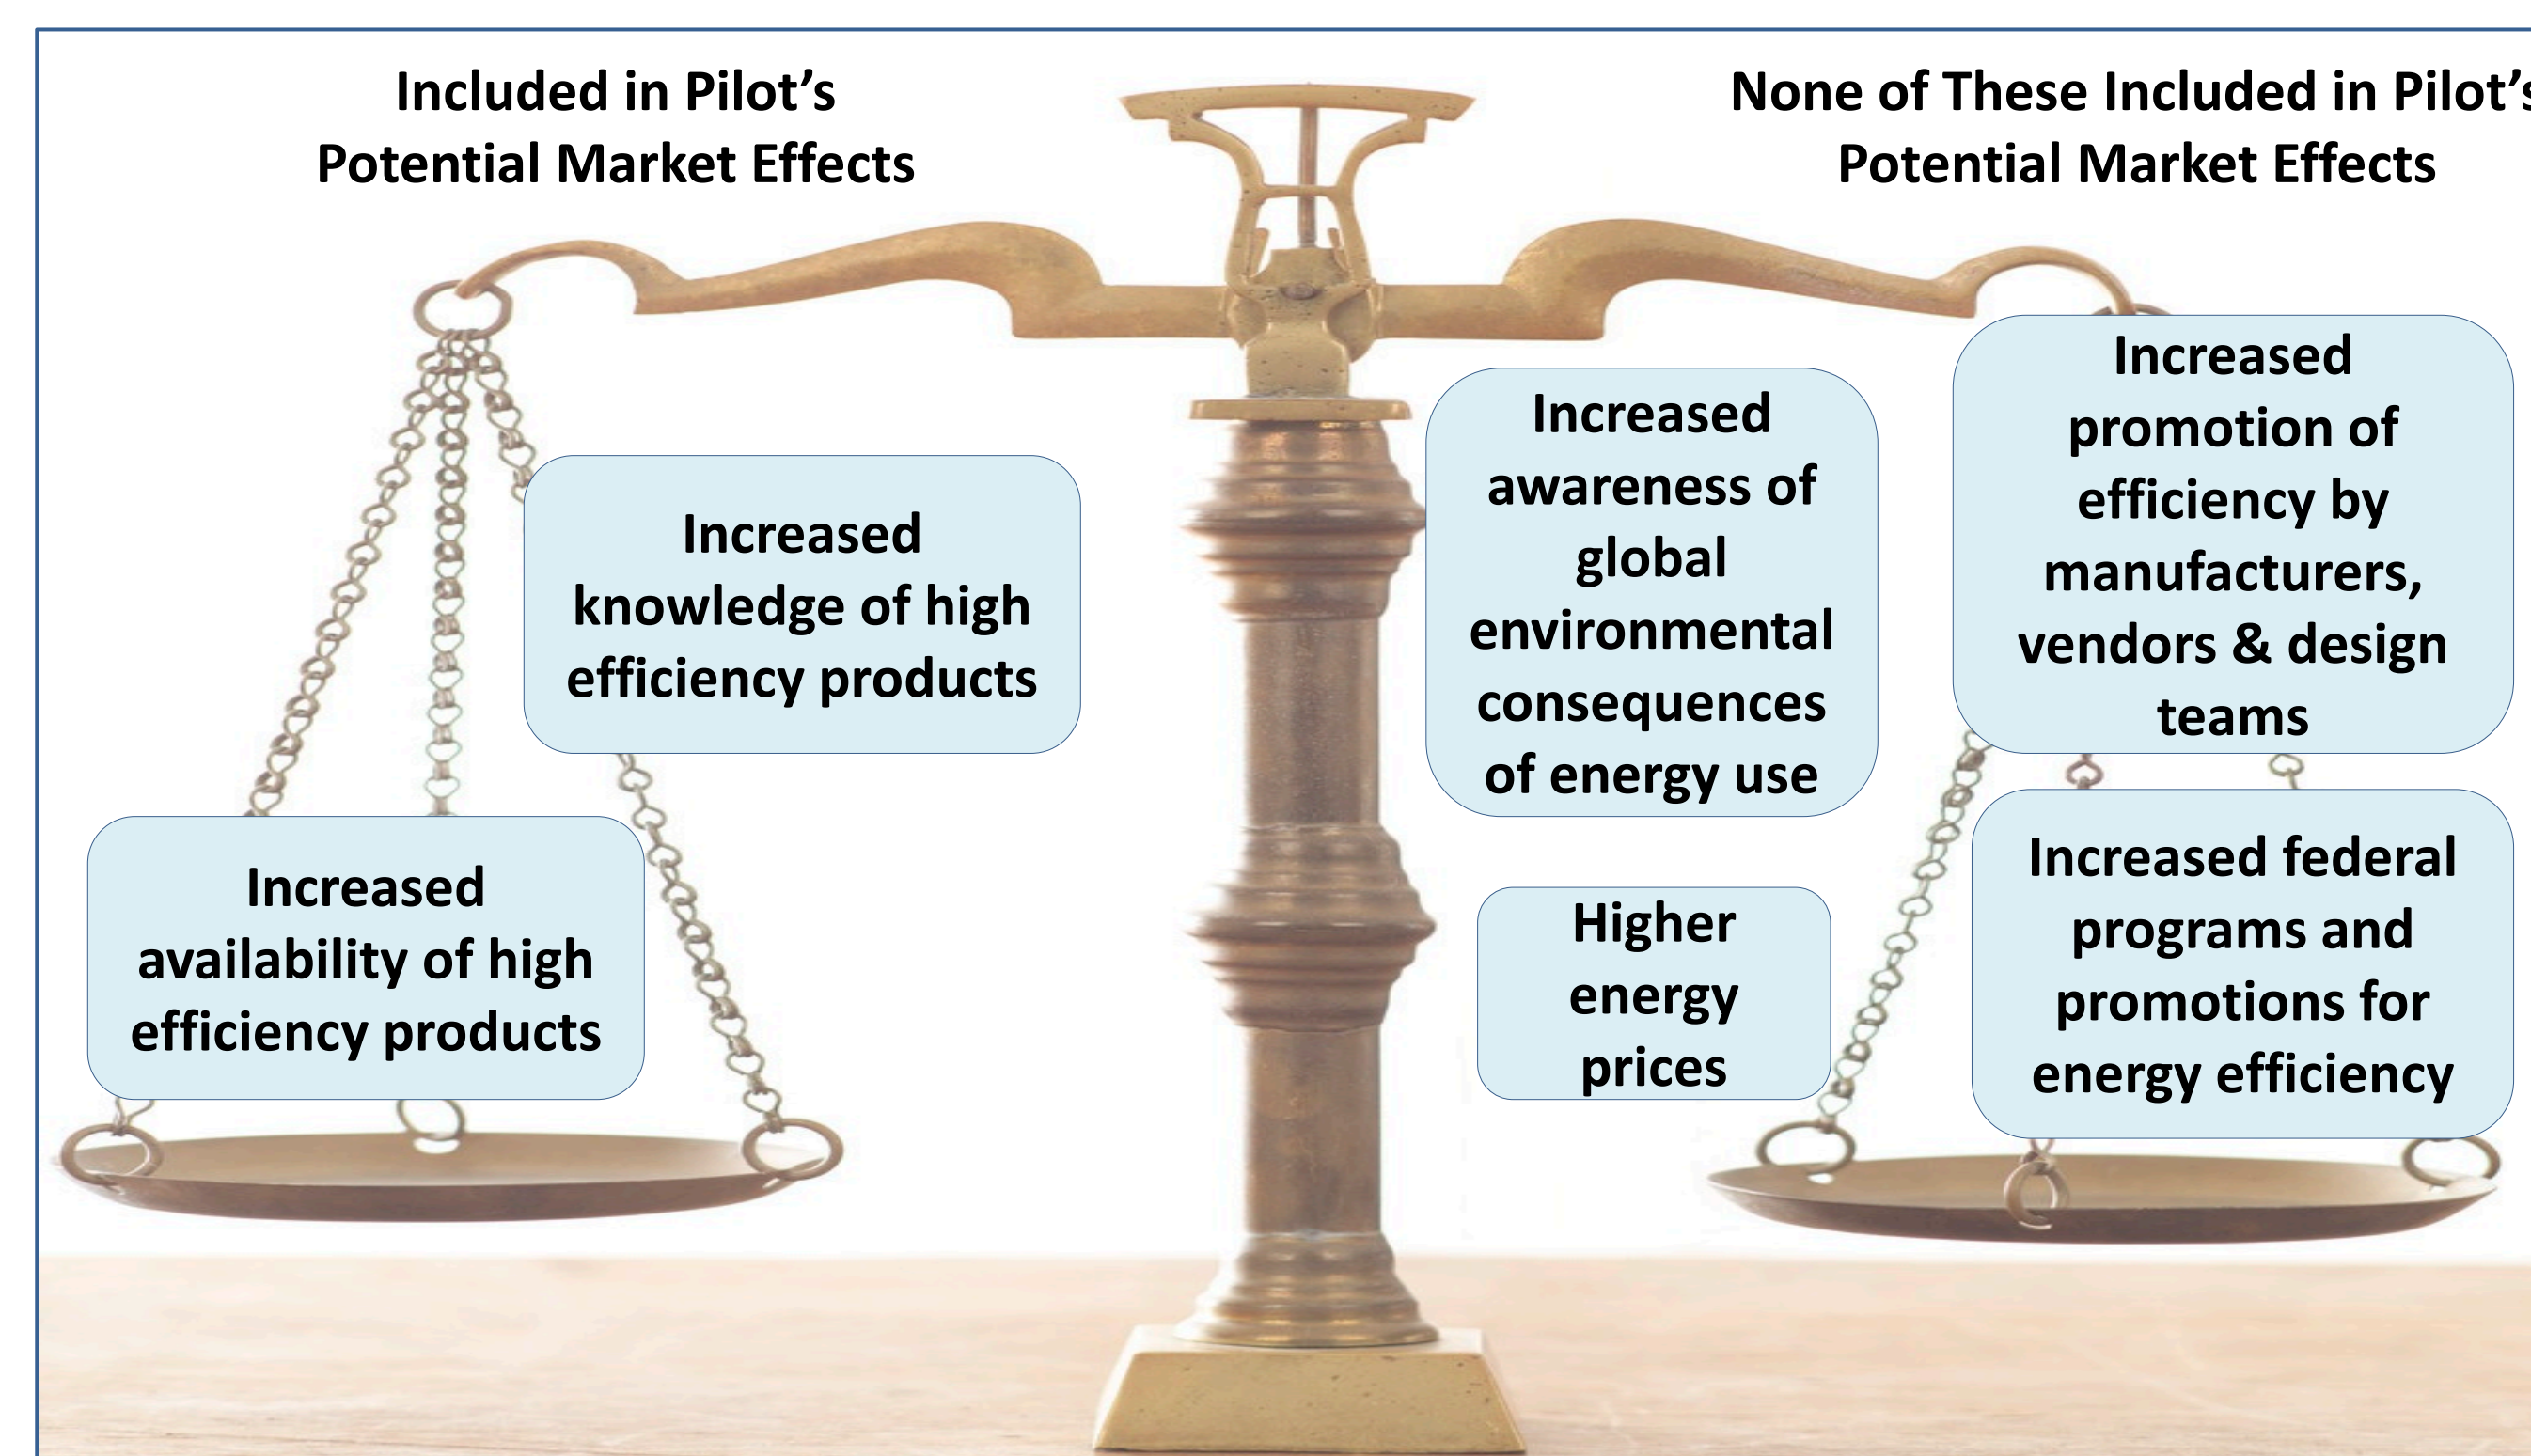 Included in Pilot’s
Potential Market Effects
None of These Included in Pilot’s
Potential Market Effects
Increased
knowledge of high
efficiency products
Increased
availability of high
efficiency products
Increased
awareness of
global
environmental
consequences
of energy use
Higher
energy
prices
Increased
promotion of
efficiency by
manufacturers,
vendors & design
teams
Increased federal
programs and
promotions for
energy efficiency